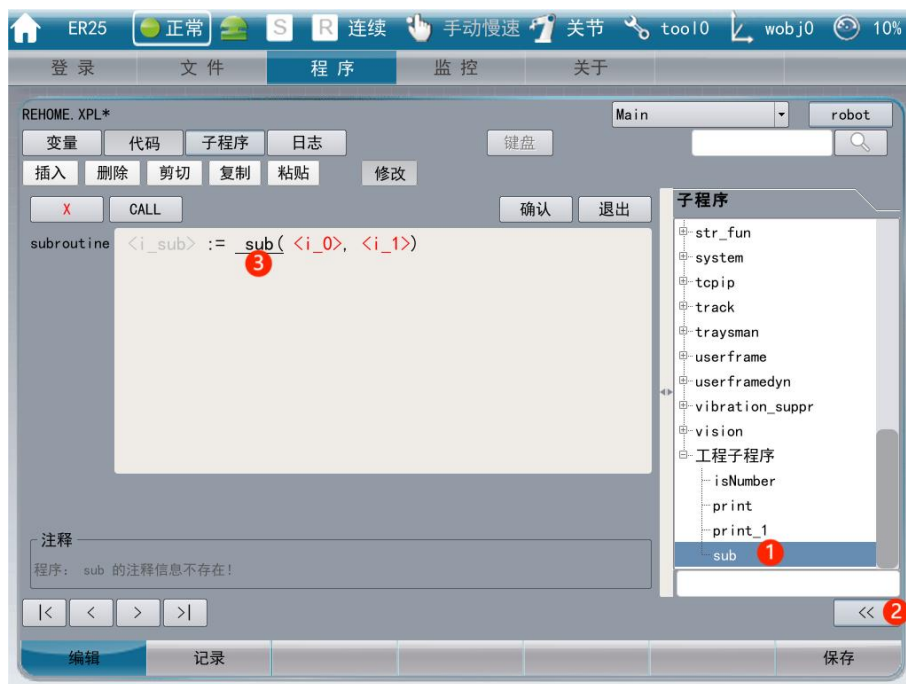 ER25 正常 S R 连续 手动慢速 关节 tool0 wobj0 10%
登录 文件 程序 监控 关于
REHOME.XPL* Main robot
变量 代码 子程序 日志 键盘
插入 删除 剪切 复制 粘贴 修改
X CALL 确认 退出
subroutine <i_sub> := sub( <i_0>, <i_1>)
3
子程序
str_fun
system
tcpip
track
traysman
userframe
userframedyn
vibration_suppr
vision
工程子程序
isNumber
print
print_1
sub 1
注释
程序: sub 的注释信息不存在!
|< < > >| << 2
编辑 记录 保存